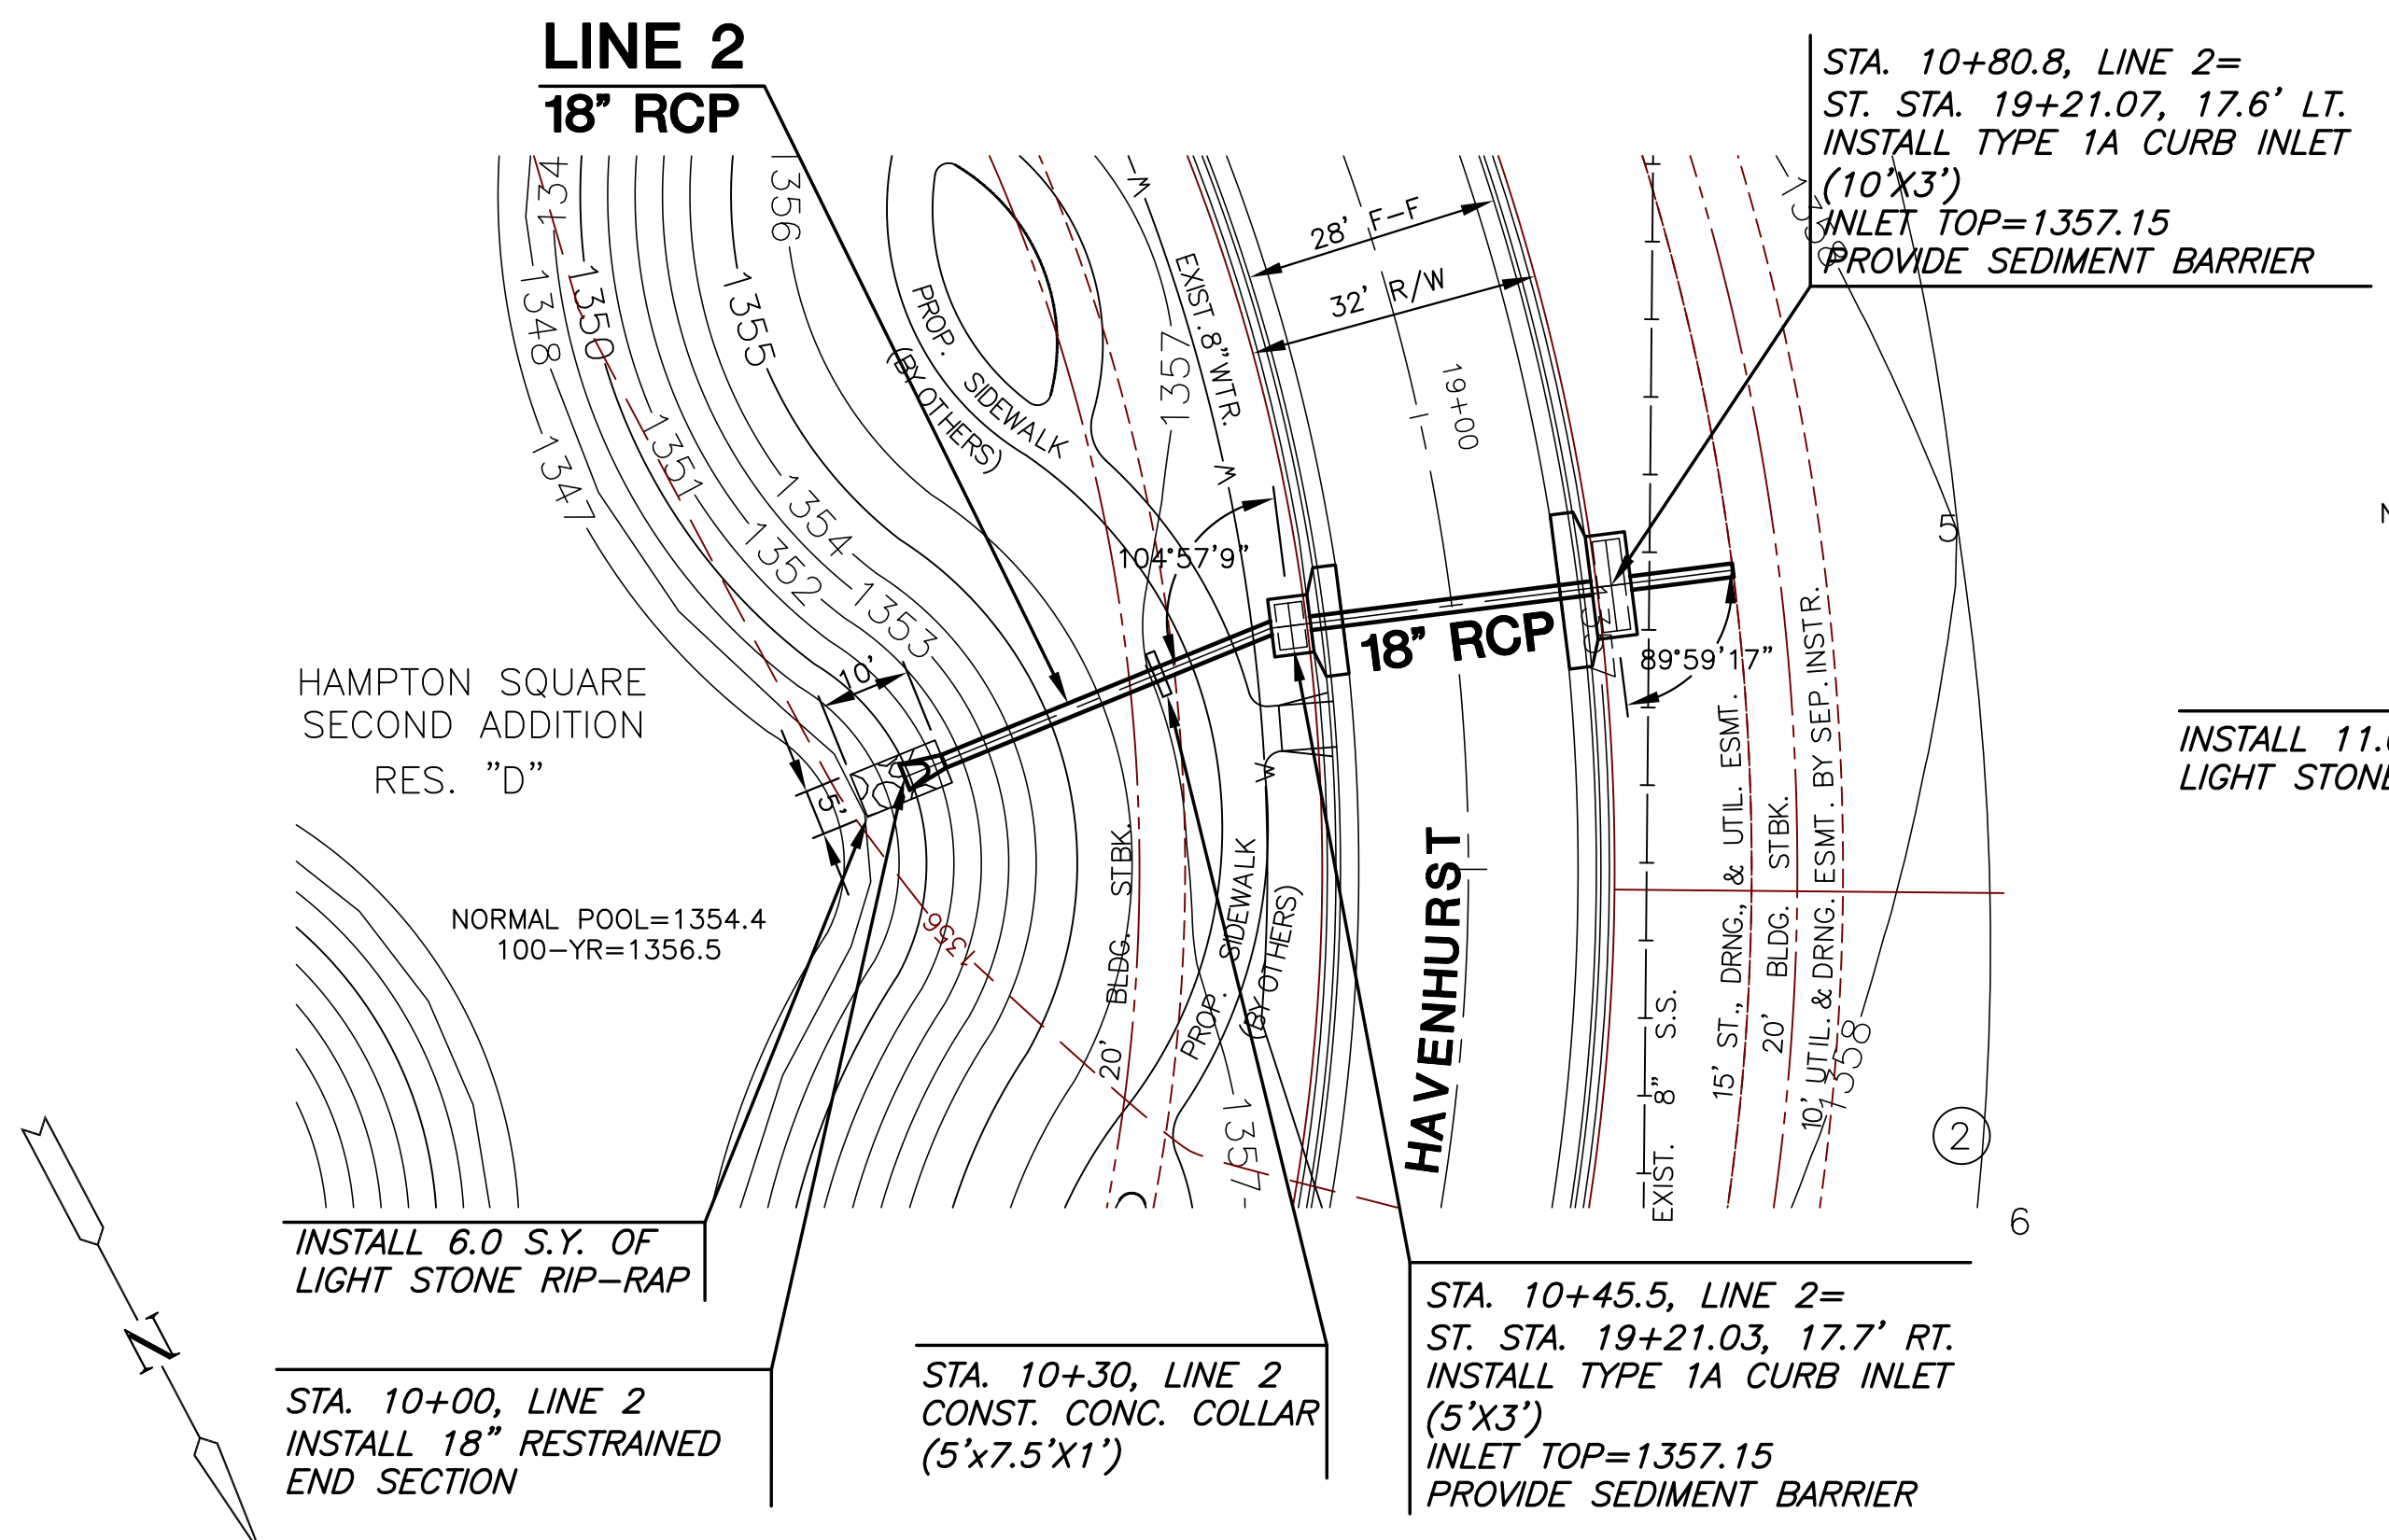 LINE 2
18” RCP
STA. 10+80.8, LINE 2=
ST. STA. 19+21.07, 17.6’ LT.
INSTALL TYPE 1A CURB INLET
(10’X3’)
INLET TOP=1357.15
PROVIDE SEDIMENT BARRIER
134
1348
1350
1355
1356
1347
1351
1352
1354
1353
PROP. SIDEWALK
(BY OTHERS)
1357
EXIST. 8” WTR.
W
W
W
28’ F-F
32’ R/W
19+00
1358
5
104°57’9”
18” RCP
89°59’17”
1357
HAMPTON SQUARE
SECOND ADDITION
RES. ”D”
10’
5’
NORMAL POOL=1354.4
100-YR=1356.5
1356
20’ BLDG. STBK.
PROP. SIDEWALK
(BY OTHERS)
1357
HAVENHURST
EXIST. 8” S.S.
15’ ST., DRNG., & UTIL. ESMT.
20’ BLDG. STBK.
10’ UTIL. & DRNG. ESMT. BY SEP. INSTR.
1358
2
6
INSTALL 11.
LIGHT STONE
N
INSTALL 6.0 S.Y. OF
LIGHT STONE RIP-RAP
STA. 10+00, LINE 2
INSTALL 18” RESTRAINED
END SECTION
STA. 10+30, LINE 2
CONST. CONC. COLLAR
(5’x7.5’X1’)
STA. 10+45.5, LINE 2=
ST. STA. 19+21.03, 17.7’ RT.
INSTALL TYPE 1A CURB INLET
(5’X3’)
INLET TOP=1357.15
PROVIDE SEDIMENT BARRIER